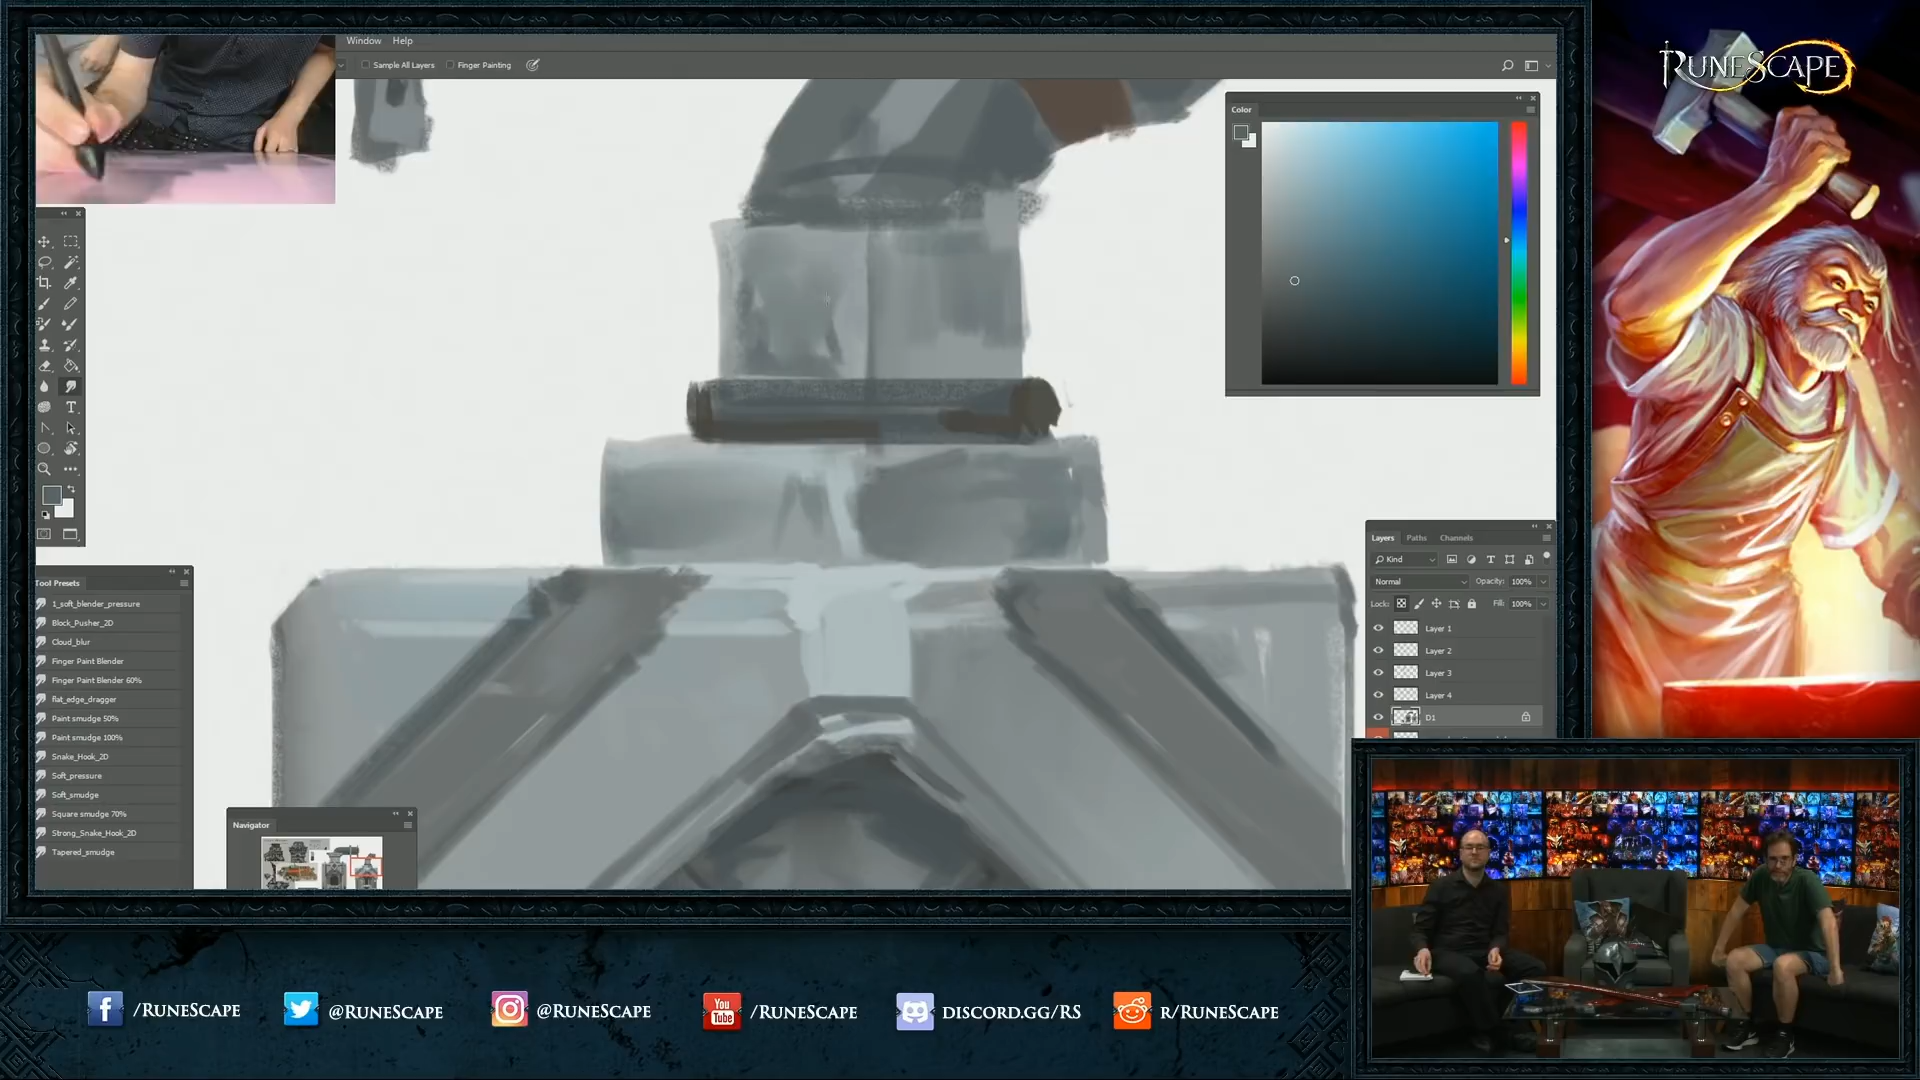 Window Help
Sample All Layers Finger Painting
RUNESCAPE
Color
Tool Presets
1_soft_blender_pressure
Block_Pusher_2D
Cloud_blur
Finger Paint Blender
Finger Paint Blender 60%
flat_edge_dragger
Paint smudge 50%
Paint smudge 100%
Snake_Hook_2D
Soft_pressure
Soft_smudge
Square smudge 70%
Strong_Snake_Hook_2D
Tapered_smudge
Navigator
Layers Paths Channels
Kind
Normal Opacity: 100%
Lock: Fill: 100%
Layer 1
Layer 2
Layer 3
Layer 4
D1
/RUNESCAPE
@RUNESCAPE
@RUNESCAPE
You Tube /RUNESCAPE
DISCORD.GG/RS
R/RUNESCAPE